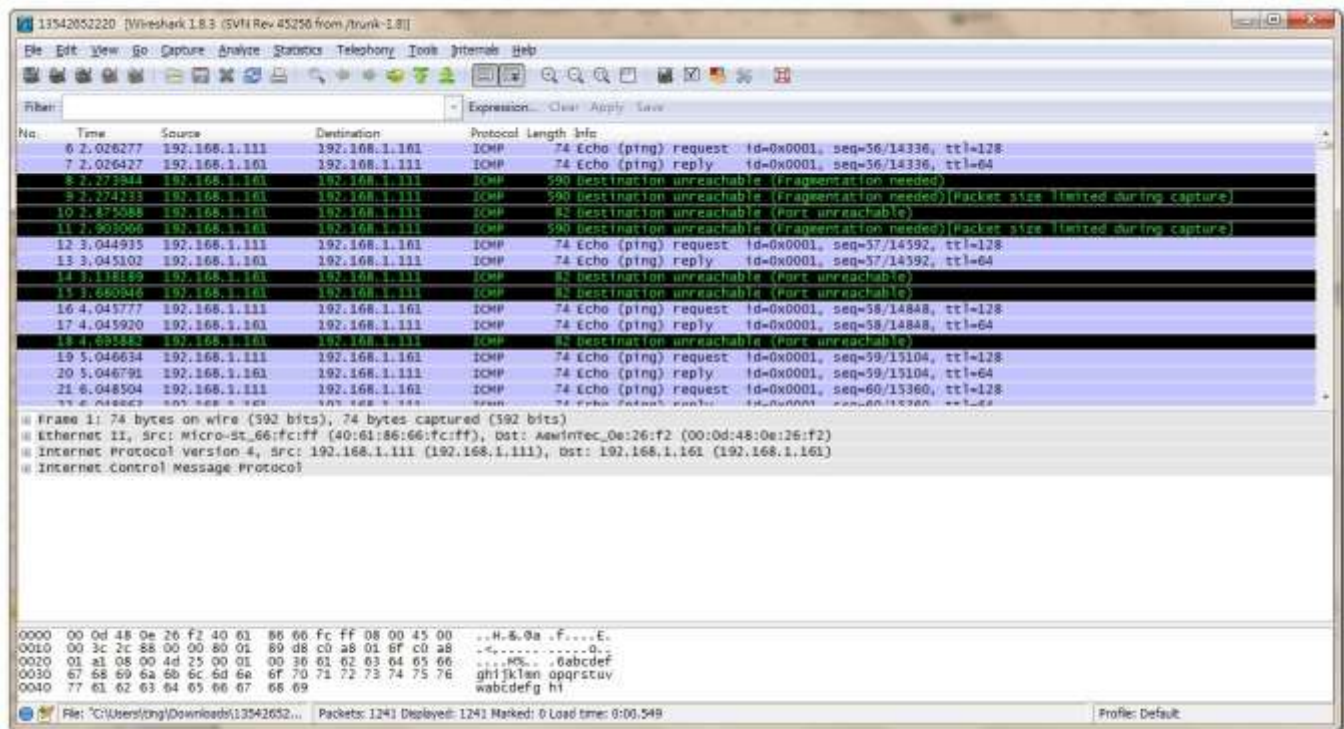 13542652220 [Wireshark 1.8.3 (SVN Rev 45256 from /trunk-1.8)]
File Edit View Go Capture Analyze Statistics Telephony Tools Internals Help
Filter: Expression... Clear Apply Save
No. Time Source Destination Protocol Length Info
6 2.026277 192.168.1.111 192.168.1.161 ICMP 74 Echo (ping) request id=0x0001, seq=56/14336, ttl=128
7 2.026427 192.168.1.161 192.168.1.111 ICMP 74 Echo (ping) reply id=0x0001, seq=56/14336, ttl=64
8 2.273944 192.168.1.161 192.168.1.111 ICMP 590 Destination unreachable (Fragmentation needed)
9 2.274233 192.168.1.161 192.168.1.111 ICMP 590 Destination unreachable (Fragmentation needed)[Packet size limited during capture]
10 2.875088 192.168.1.161 192.168.1.111 ICMP 82 Destination unreachable (Port unreachable)
11 2.903066 192.168.1.161 192.168.1.111 ICMP 590 Destination unreachable (Fragmentation needed)[Packet size limited during capture]
12 3.044935 192.168.1.111 192.168.1.161 ICMP 74 Echo (ping) request id=0x0001, seq=57/14592, ttl=128
13 3.045102 192.168.1.161 192.168.1.111 ICMP 74 Echo (ping) reply id=0x0001, seq=57/14592, ttl=64
14 3.138189 192.168.1.161 192.168.1.111 ICMP 82 Destination unreachable (Port unreachable)
15 3.660946 192.168.1.161 192.168.1.111 ICMP 82 Destination unreachable (Port unreachable)
16 4.045777 192.168.1.111 192.168.1.161 ICMP 74 Echo (ping) request id=0x0001, seq=58/14848, ttl=128
17 4.045920 192.168.1.161 192.168.1.111 ICMP 74 Echo (ping) reply id=0x0001, seq=58/14848, ttl=64
18 4.695882 192.168.1.161 192.168.1.111 ICMP 82 Destination unreachable (Port unreachable)
19 5.046634 192.168.1.111 192.168.1.161 ICMP 74 Echo (ping) request id=0x0001, seq=59/15104, ttl=128
20 5.046791 192.168.1.161 192.168.1.111 ICMP 74 Echo (ping) reply id=0x0001, seq=59/15104, ttl=64
21 6.048504 192.168.1.111 192.168.1.161 ICMP 74 Echo (ping) request id=0x0001, seq=60/15360, ttl=128
Frame 1: 74 bytes on wire (592 bits), 74 bytes captured (592 bits)
Ethernet II, Src: Micro-St_66:fc:ff (40:61:86:66:fc:ff), Dst: AewinTec_0e:26:f2 (00:0d:48:0e:26:f2)
Internet Protocol Version 4, Src: 192.168.1.111 (192.168.1.111), Dst: 192.168.1.161 (192.168.1.161)
Internet Control Message Protocol
0000 00 0d 48 0e 26 f2 40 61 86 66 fc ff 08 00 45 00 ..H.&.@a .f....E.
0010 00 3c 2c 88 00 00 80 01 89 d8 c0 a8 01 6f c0 a8 .<,..... .....o..
0020 01 a1 08 00 4d 25 00 01 00 36 61 62 63 64 65 66 ....M%.. .6abcdef
0030 67 68 69 6a 6b 6c 6d 6e 6f 70 71 72 73 74 75 76 ghijklmn opqrstuv
0040 77 61 62 63 64 65 66 67 68 69 wabcdefg hi
File: "C:\Users\ting\Downloads\13542652... Packets: 1241 Displayed: 1241 Marked: 0 Load time: 0:00.549 Profile: Default